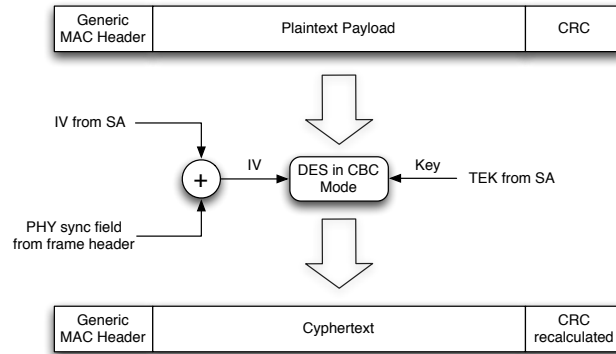 Generic
MAC Header
Plaintext Payload
CRC
IV from SA
+
IV
DES in CBC
Mode
Key
TEK from SA
PHY sync field
from frame header
Generic
MAC Header
Cyphertext
CRC
recalculated